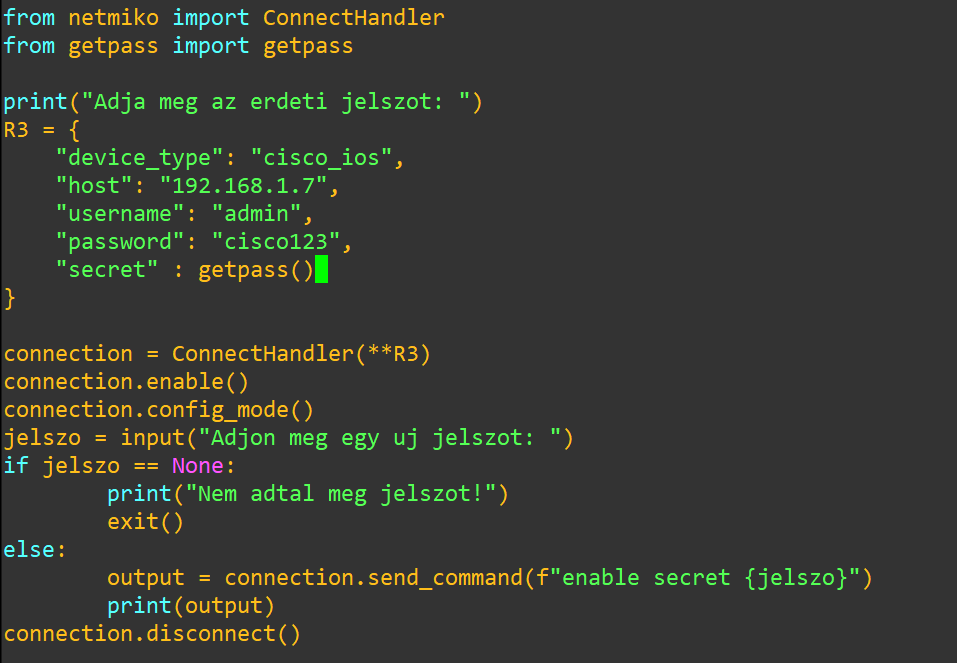 from netmiko import ConnectHandler
from getpass import getpass

print("Adja meg az erdeti jelszot: ")
R3 = {
    "device_type": "cisco_ios",
    "host": "192.168.1.7",
    "username": "admin",
    "password": "cisco123",
    "secret" : getpass()
}

connection = ConnectHandler(**R3)
connection.enable()
connection.config_mode()
jelszo = input("Adjon meg egy uj jelszot: ")
if jelszo == None:
        print("Nem adtal meg jelszot!")
        exit()
else:
        output = connection.send_command(f"enable secret {jelszo}")
        print(output)
connection.disconnect()